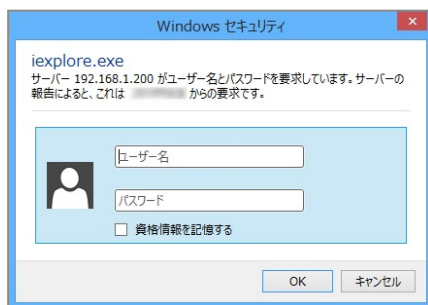 Windows セキュリティ
iexplore.exe
サーバー 192.168.1.200 がユーザー名とパスワードを要求しています。サーバーの
報告によると、これは からの要求です。
ユーザー名
パスワード
資格情報を記憶する
OK
キャンセル